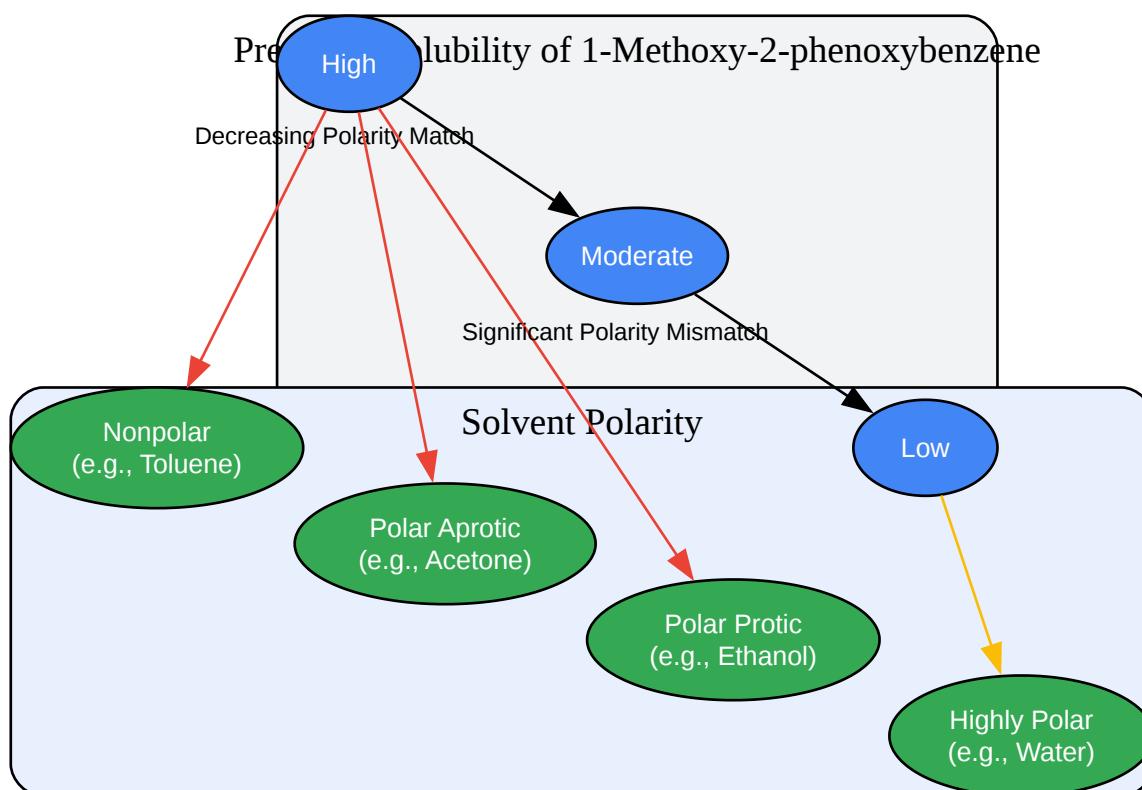 Pre lubility of 1-Methoxy-2-phenoxybenzene
High
Decreasing Polarity Match
Moderate
Significant Polarity Mismatch
Solvent Polarity
Low
Nonpolar
(e.g., Toluene)
Polar Aprotic
(e.g., Acetone)
Polar Protic
(e.g., Ethanol)
Highly Polar
(e.g., Water)